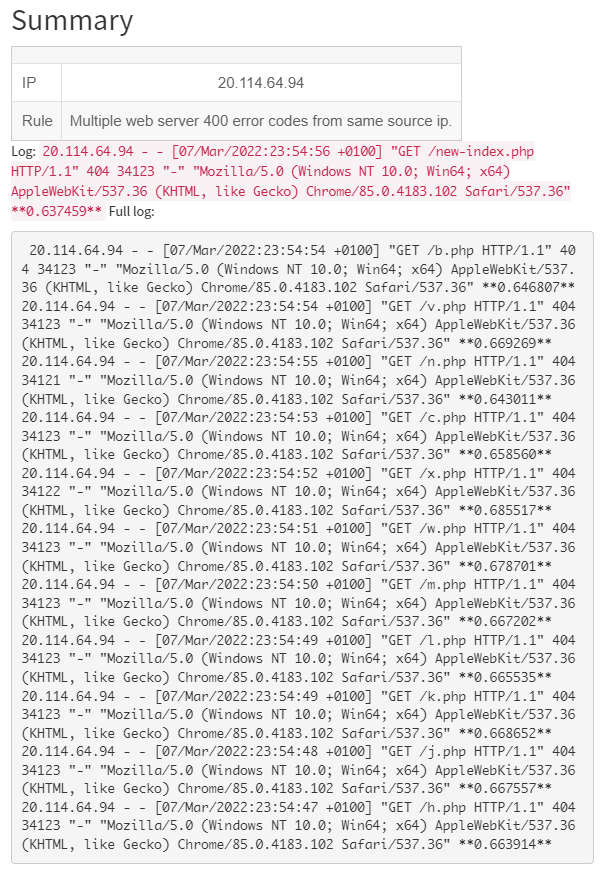 Summary
IP 20.114.64.94
Rule Multiple web server 400 error codes from same source ip.
Log: 20.114.64.94 - - [07/Mar/2022:23:54:56 +0100] "GET /new-index.php
HTTP/1.1" 404 34123 "-" "Mozilla/5.0 (Windows NT 10.0; Win64; x64)
AppleWebKit/537.36 (KHTML, like Gecko) Chrome/85.0.4183.102 Safari/537.36"
**0.637459** Full log:
20.114.64.94 - - [07/Mar/2022:23:54:54 +0100] "GET /b.php HTTP/1.1" 40
4 34123 "-" "Mozilla/5.0 (Windows NT 10.0; Win64; x64) AppleWebKit/537.
36 (KHTML, like Gecko) Chrome/85.0.4183.102 Safari/537.36" **0.646807**
20.114.64.94 - - [07/Mar/2022:23:54:54 +0100] "GET /v.php HTTP/1.1" 404
34123 "-" "Mozilla/5.0 (Windows NT 10.0; Win64; x64) AppleWebKit/537.36
(KHTML, like Gecko) Chrome/85.0.4183.102 Safari/537.36" **0.669269**
20.114.64.94 - - [07/Mar/2022:23:54:55 +0100] "GET /n.php HTTP/1.1" 404
34121 "-" "Mozilla/5.0 (Windows NT 10.0; Win64; x64) AppleWebKit/537.36
(KHTML, like Gecko) Chrome/85.0.4183.102 Safari/537.36" **0.643011**
20.114.64.94 - - [07/Mar/2022:23:54:53 +0100] "GET /c.php HTTP/1.1" 404
34123 "-" "Mozilla/5.0 (Windows NT 10.0; Win64; x64) AppleWebKit/537.36
(KHTML, like Gecko) Chrome/85.0.4183.102 Safari/537.36" **0.658560**
20.114.64.94 - - [07/Mar/2022:23:54:52 +0100] "GET /x.php HTTP/1.1" 404
34122 "-" "Mozilla/5.0 (Windows NT 10.0; Win64; x64) AppleWebKit/537.36
(KHTML, like Gecko) Chrome/85.0.4183.102 Safari/537.36" **0.685517**
20.114.64.94 - - [07/Mar/2022:23:54:51 +0100] "GET /w.php HTTP/1.1" 404
34123 "-" "Mozilla/5.0 (Windows NT 10.0; Win64; x64) AppleWebKit/537.36
(KHTML, like Gecko) Chrome/85.0.4183.102 Safari/537.36" **0.678701**
20.114.64.94 - - [07/Mar/2022:23:54:50 +0100] "GET /m.php HTTP/1.1" 404
34123 "-" "Mozilla/5.0 (Windows NT 10.0; Win64; x64) AppleWebKit/537.36
(KHTML, like Gecko) Chrome/85.0.4183.102 Safari/537.36" **0.667202**
20.114.64.94 - - [07/Mar/2022:23:54:49 +0100] "GET /l.php HTTP/1.1" 404
34123 "-" "Mozilla/5.0 (Windows NT 10.0; Win64; x64) AppleWebKit/537.36
(KHTML, like Gecko) Chrome/85.0.4183.102 Safari/537.36" **0.665535**
20.114.64.94 - - [07/Mar/2022:23:54:49 +0100] "GET /k.php HTTP/1.1" 404
34123 "-" "Mozilla/5.0 (Windows NT 10.0; Win64; x64) AppleWebKit/537.36
(KHTML, like Gecko) Chrome/85.0.4183.102 Safari/537.36" **0.668652**
20.114.64.94 - - [07/Mar/2022:23:54:48 +0100] "GET /j.php HTTP/1.1" 404
34123 "-" "Mozilla/5.0 (Windows NT 10.0; Win64; x64) AppleWebKit/537.36
(KHTML, like Gecko) Chrome/85.0.4183.102 Safari/537.36" **0.667557**
20.114.64.94 - - [07/Mar/2022:23:54:47 +0100] "GET /h.php HTTP/1.1" 404
34123 "-" "Mozilla/5.0 (Windows NT 10.0; Win64; x64) AppleWebKit/537.36
(KHTML, like Gecko) Chrome/85.0.4183.102 Safari/537.36" **0.663914**